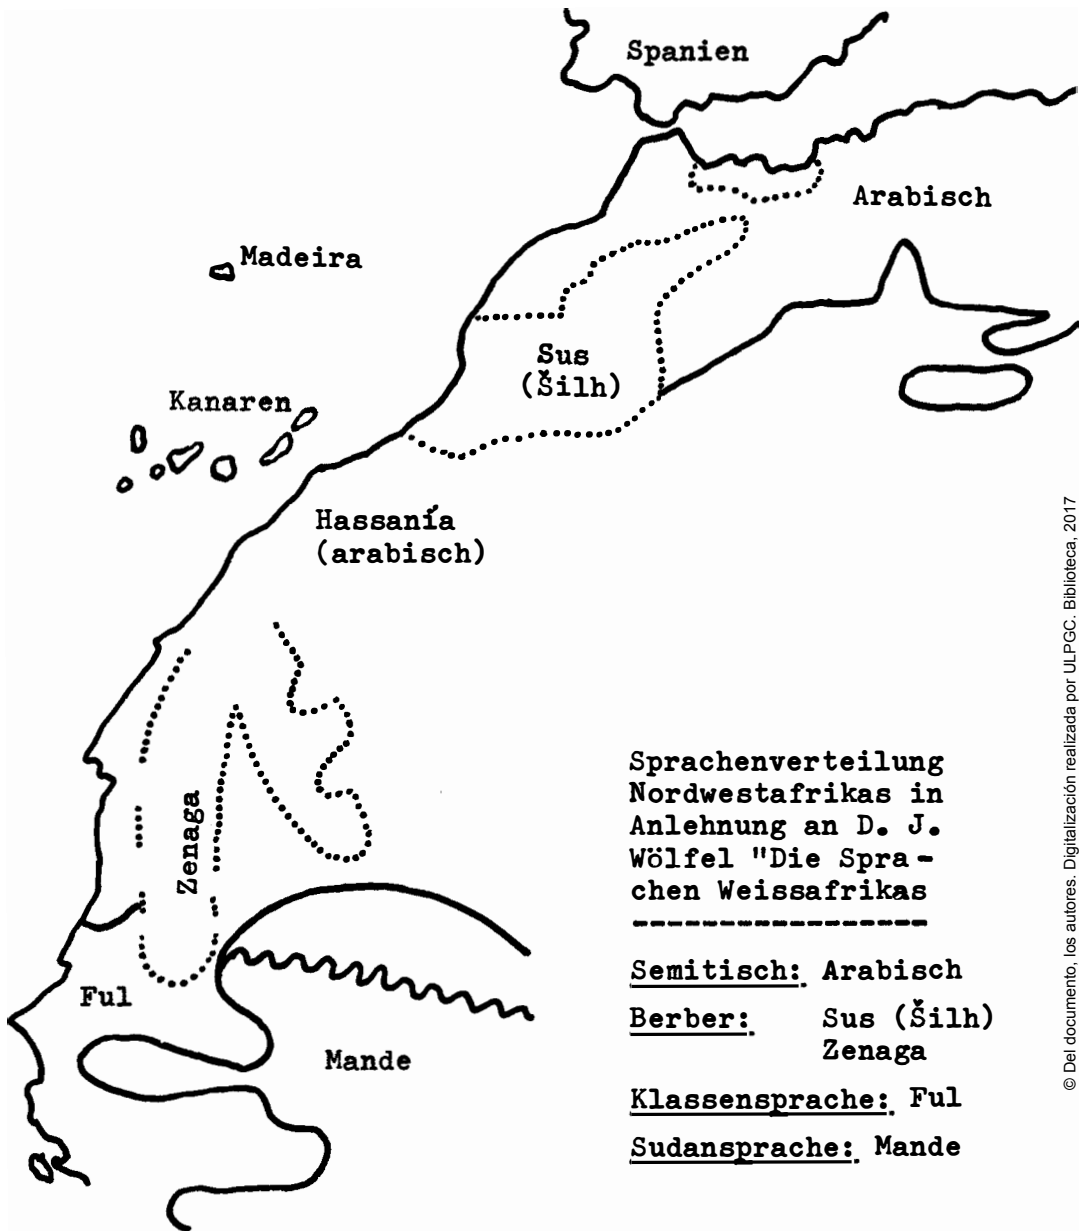 Spanien
Arabisch
Madeira
Sus
(Šilh)
Kanaren
Hassanía
(arabisch)
Zenaga
Ful
Mande
Sprachenverteilung
Nordwestafrikas in
Anlehnung an D. J.
Wölfel "Die Spra-
chen Weissafrikas
-----------------
Semitisch: Arabisch
Berber: Sus (Šilh)
Zenaga
Klassensprache: Ful
Sudansprache: Mande
© Del documento, los autores. Digitalización realizada por ULPGC. Biblioteca, 2017